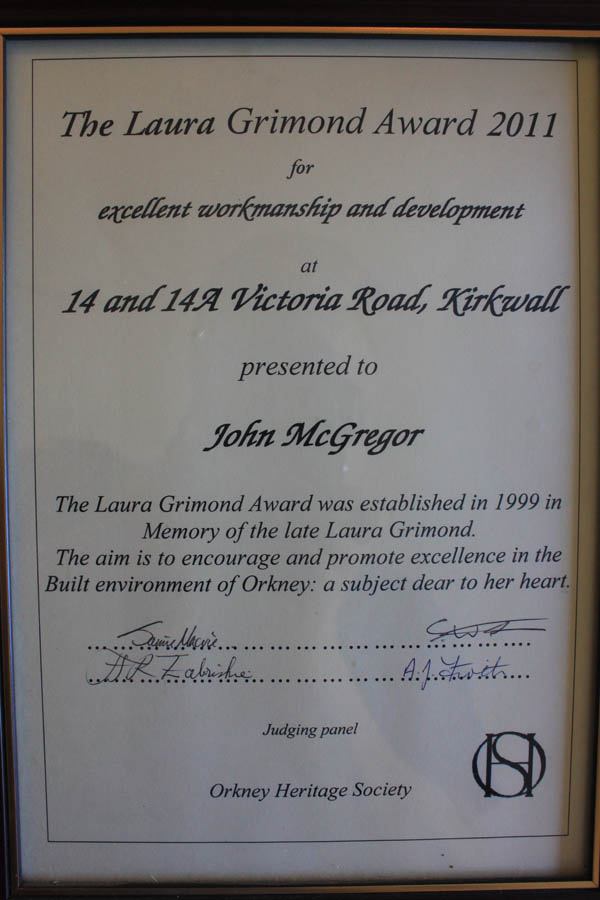 The Laura Grimond Award 2011
for
excellent workmanship and development
at
14 and 14A Victoria Road, Kirkwall
presented to
John McGregor
The Laura Grimond Award was established in 1999 in
Memory of the late Laura Grimond.
The aim is to encourage and promote excellence in the
Built environment of Orkney: a subject dear to her heart.
Judging panel
OHS
Orkney Heritage Society